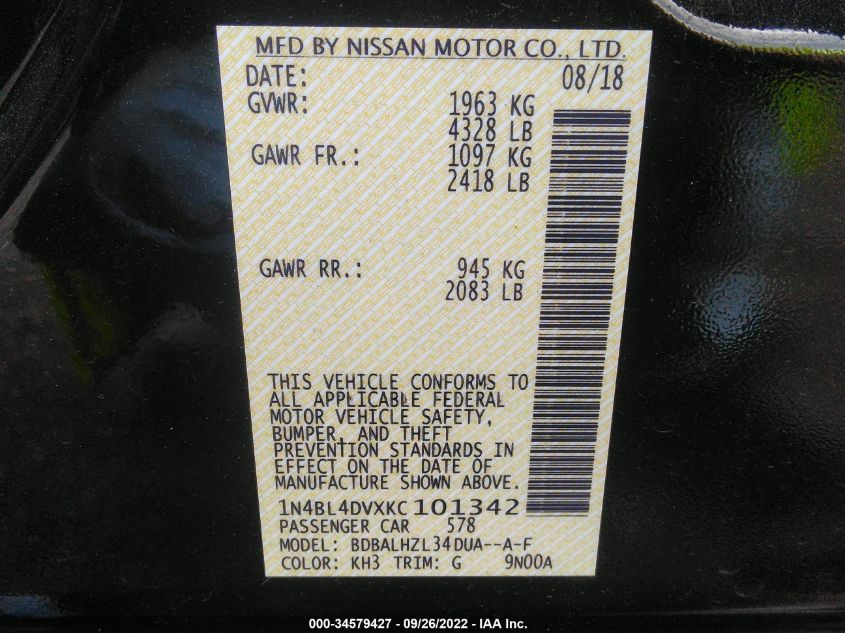 MFD BY NISSAN MOTOR CO., LTD.
DATE: 08/18
GVWR: 1963 KG
4328 LB
GAWR FR.: 1097 KG
2418 LB
GAWR RR.: 945 KG
2083 LB
THIS VEHICLE CONFORMS TO
ALL APPLICABLE FEDERAL
MOTOR VEHICLE SAFETY,
BUMPER, AND THEFT
PREVENTION STANDARDS IN
EFFECT ON THE DATE OF
MANUFACTURE SHOWN ABOVE.
1N4BL4DVXKC101342
PASSENGER CAR 578
MODEL: BDBALHZL34DUA--A-F
COLOR: KH3 TRIM: G 9N00A
000-34579427 - 09/26/2022 - IAA Inc.